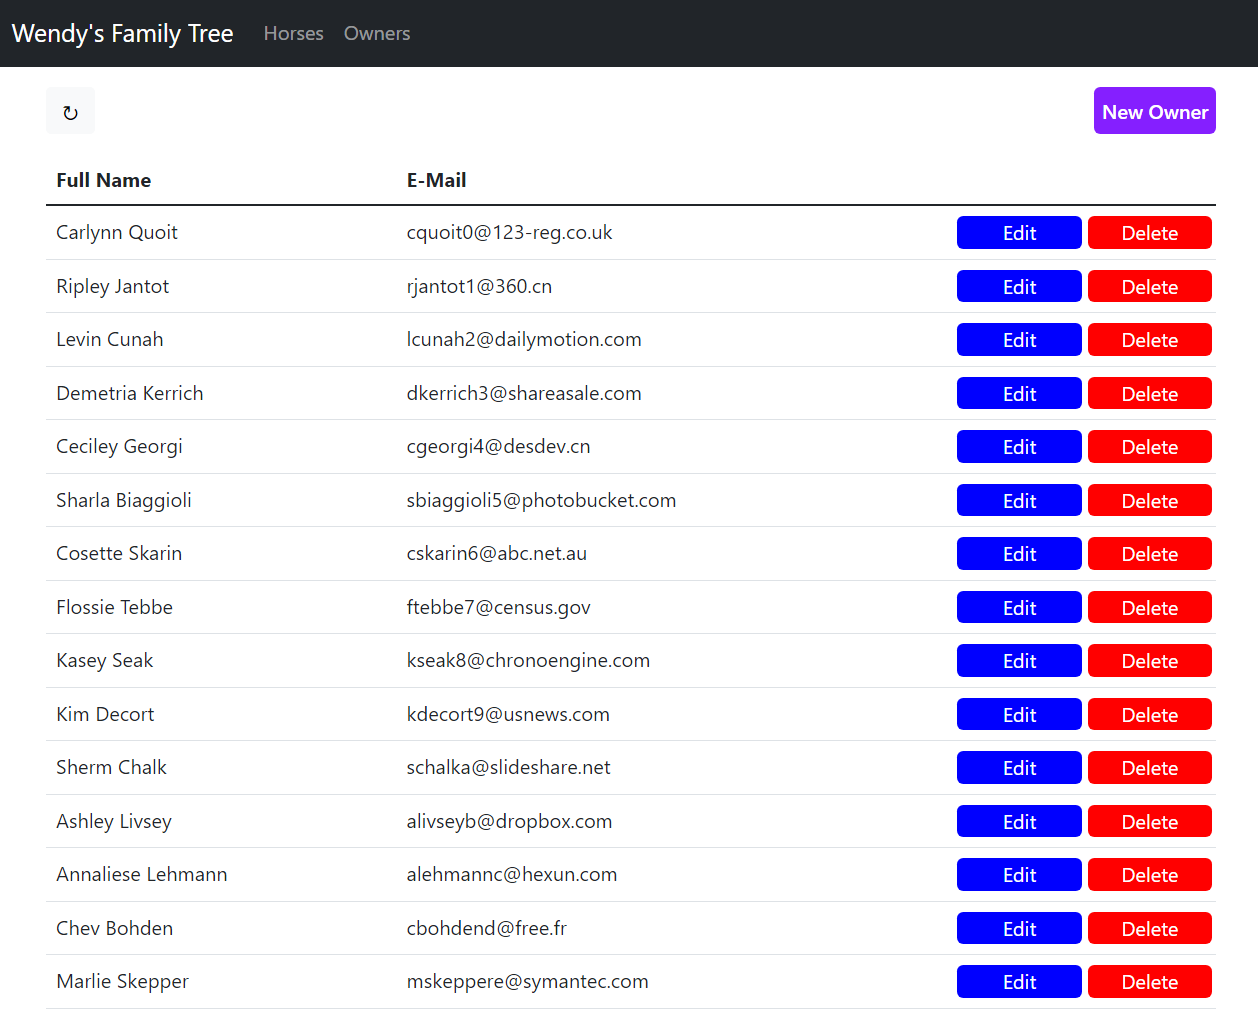 Wendy's Family Tree Horses Owners
↻ New Owner
Full Name E-Mail
Carlynn Quoit cquoit0@123-reg.co.uk Edit Delete
Ripley Jantot rjantot1@360.cn Edit Delete
Levin Cunah lcunah2@dailymotion.com Edit Delete
Demetria Kerrich dkerrich3@shareasale.com Edit Delete
Ceciley Georgi cgeorgi4@desdev.cn Edit Delete
Sharla Biaggioli sbiaggioli5@photobucket.com Edit Delete
Cosette Skarin cskarin6@abc.net.au Edit Delete
Flossie Tebbe ftebbe7@census.gov Edit Delete
Kasey Seak kseak8@chronoengine.com Edit Delete
Kim Decort kdecort9@usnews.com Edit Delete
Sherm Chalk schalka@slideshare.net Edit Delete
Ashley Livsey alivseyb@dropbox.com Edit Delete
Annaliese Lehmann alehmannc@hexun.com Edit Delete
Chev Bohden cbohdend@free.fr Edit Delete
Marlie Skepper mskeppere@symantec.com Edit Delete